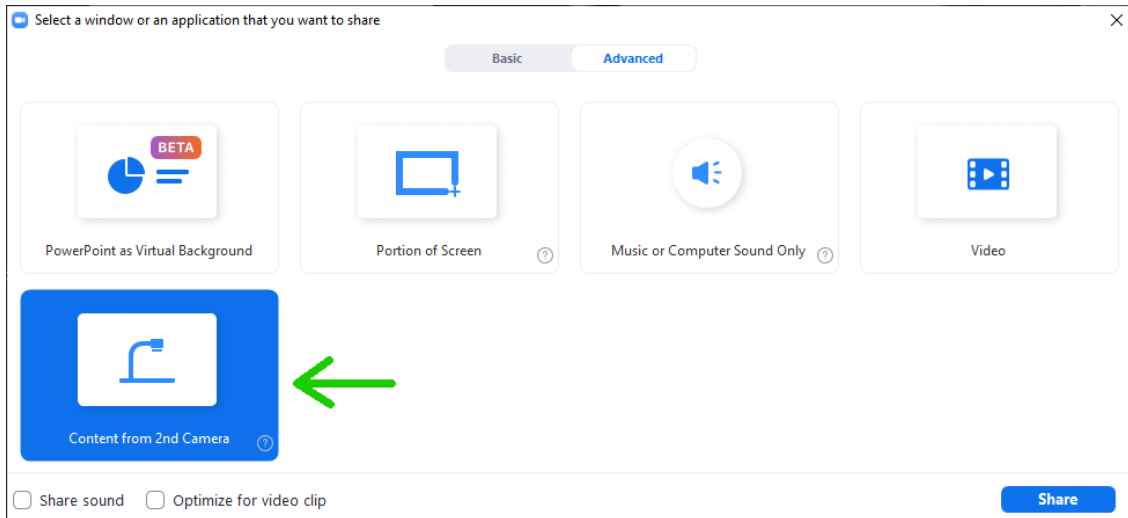 Select a window or an application that you want to share
Basic
Advanced
BETA
PowerPoint as Virtual Background
Portion of Screen
?
Music or Computer Sound Only
?
Video
Content from 2nd Camera
?
Share sound
Optimize for video clip
Share